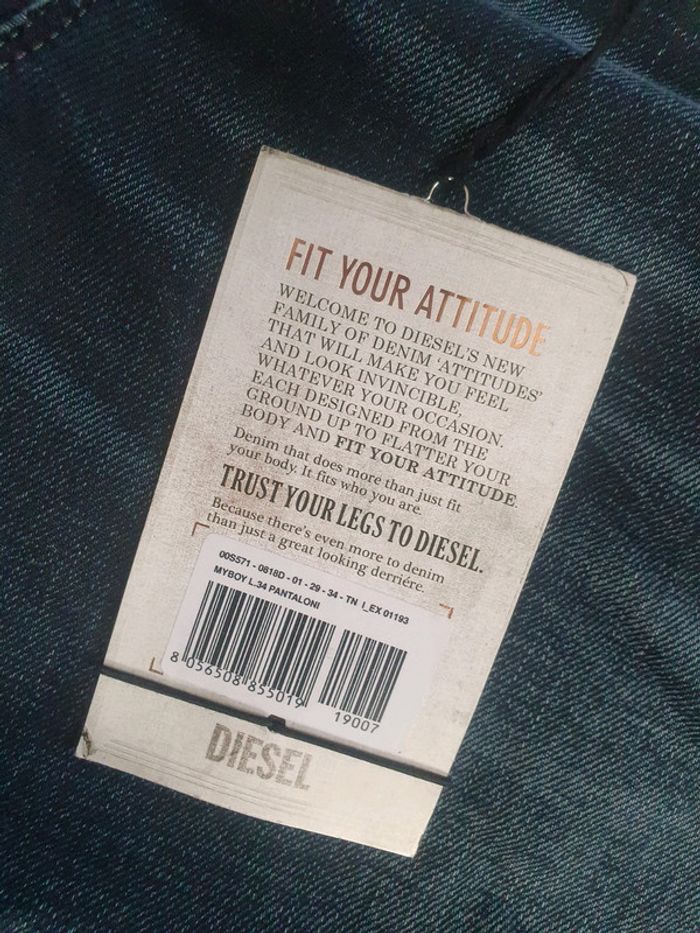 FIT YOUR ATTITUDE
WELCOME TO DIESEL'S NEW
FAMILY OF DENIM 'ATTITUDES'
THAT WILL MAKE YOU FEEL
AND LOOK INVINCIBLE,
WHATEVER YOUR OCCASION.
EACH DESIGNED FROM THE
GROUND UP TO FLATTER YOUR
BODY AND FIT YOUR ATTITUDE.
Denim that does more than just fit
your body. It fits who you are.
TRUST YOUR LEGS TO DIESEL.
Because there's even more to denim
than just a great looking derriére.
00S571 - 0818D - 01 - 29 - 34 - TN I_EX 01193
MYBOY L.34 PANTALONI
8 056508 855019
19007
DIESEL